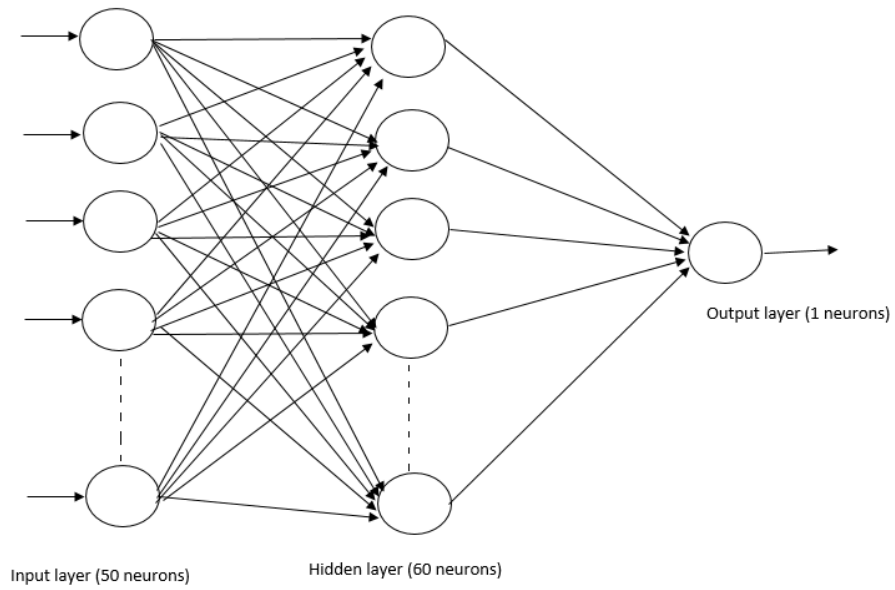 Output layer (1 neurons)
Input layer (50 neurons)
Hidden layer (60 neurons)